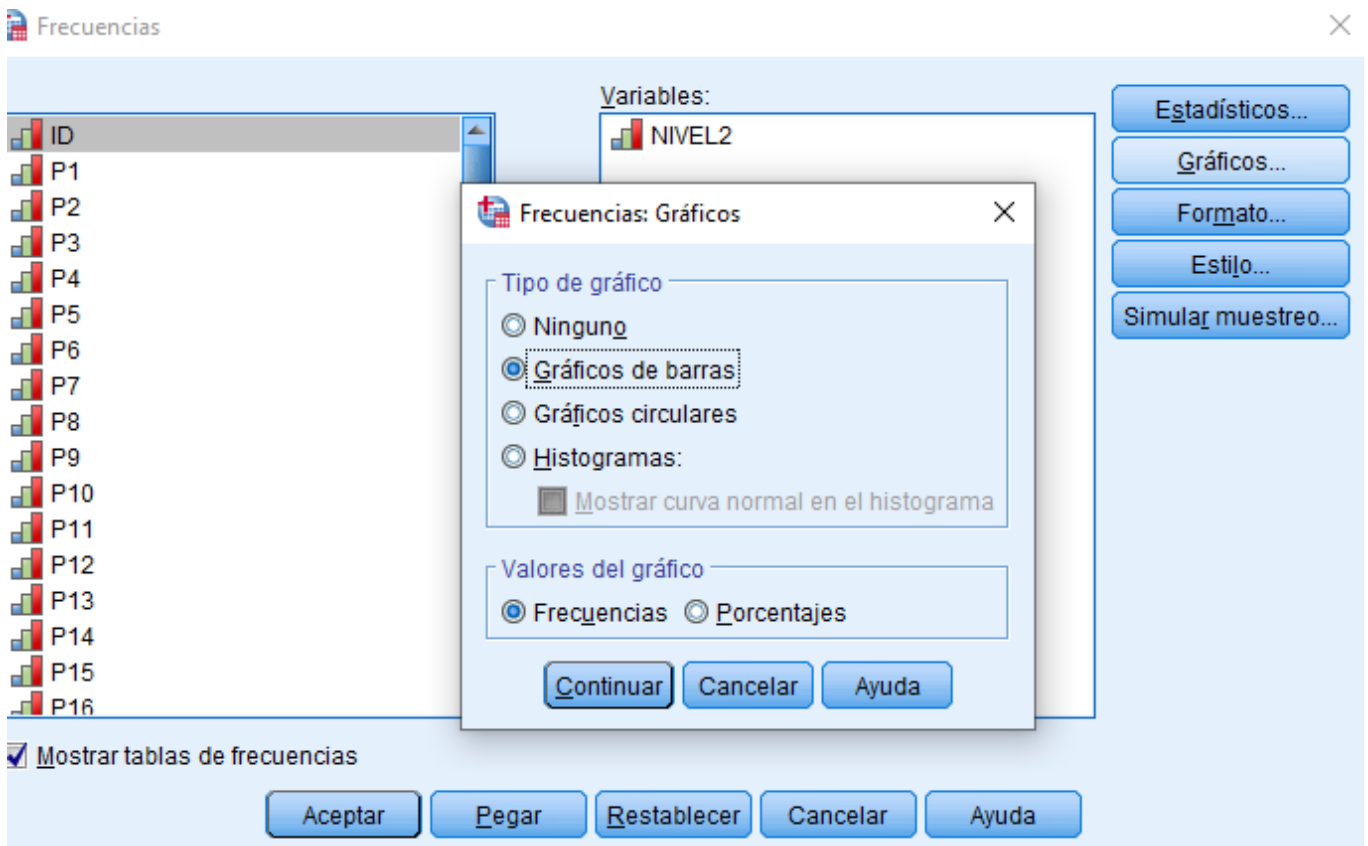 Frecuencias
Variables:
ID
P1
P2
P3
P4
P5
P6
P7
P8
P9
P10
P11
P12
P13
P14
P15
P16
NIVEL2
Estadísticos...
Gráficos...
Formato...
Estilo...
Simular muestreo...
Frecuencias: Gráficos
Tipo de gráfico
Ninguno
Gráficos de barras
Gráficos circulares
Histogramas:
Mostrar curva normal en el histograma
Valores del gráfico
Frecuencias Porcentajes
Continuar Cancelar Ayuda
Mostrar tablas de frecuencias
Aceptar Pegar Restablecer Cancelar Ayuda